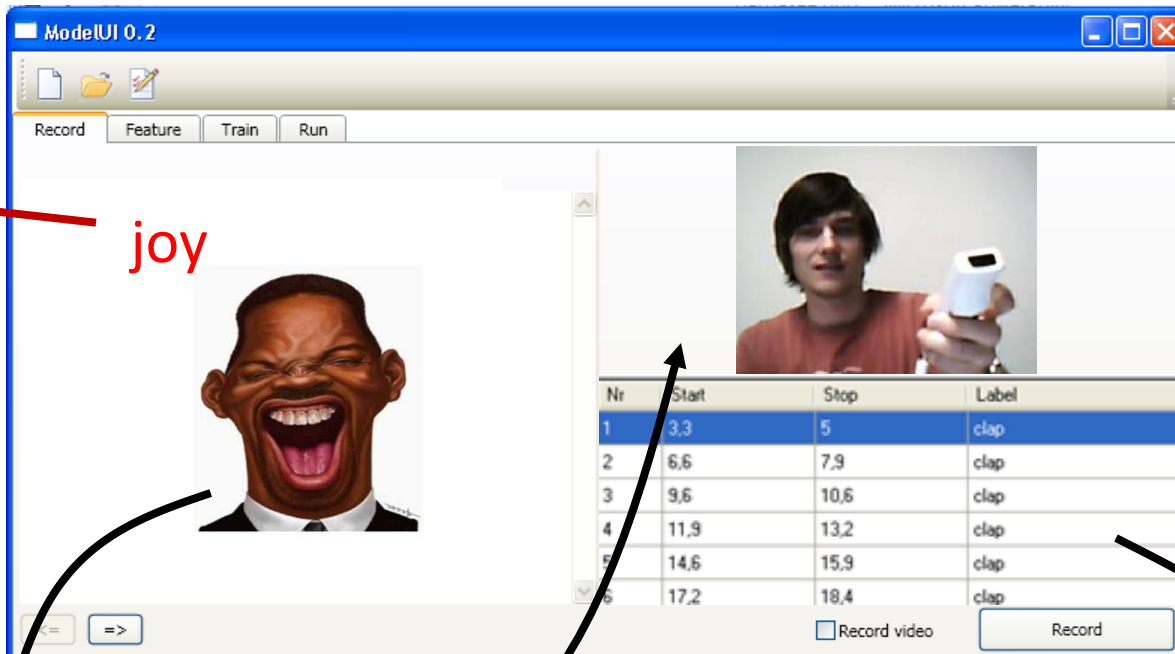 ModelUI 0.2
Record Feature Train Run
joy
Nr Start Stop Label
1 3,3 5 clap
2 6,6 7,9 clap
3 9,6 10,6 clap
4 11,9 13,2 clap
5 14,6 15,9 clap
6 17,2 18,4 clap
<= => Record video Record